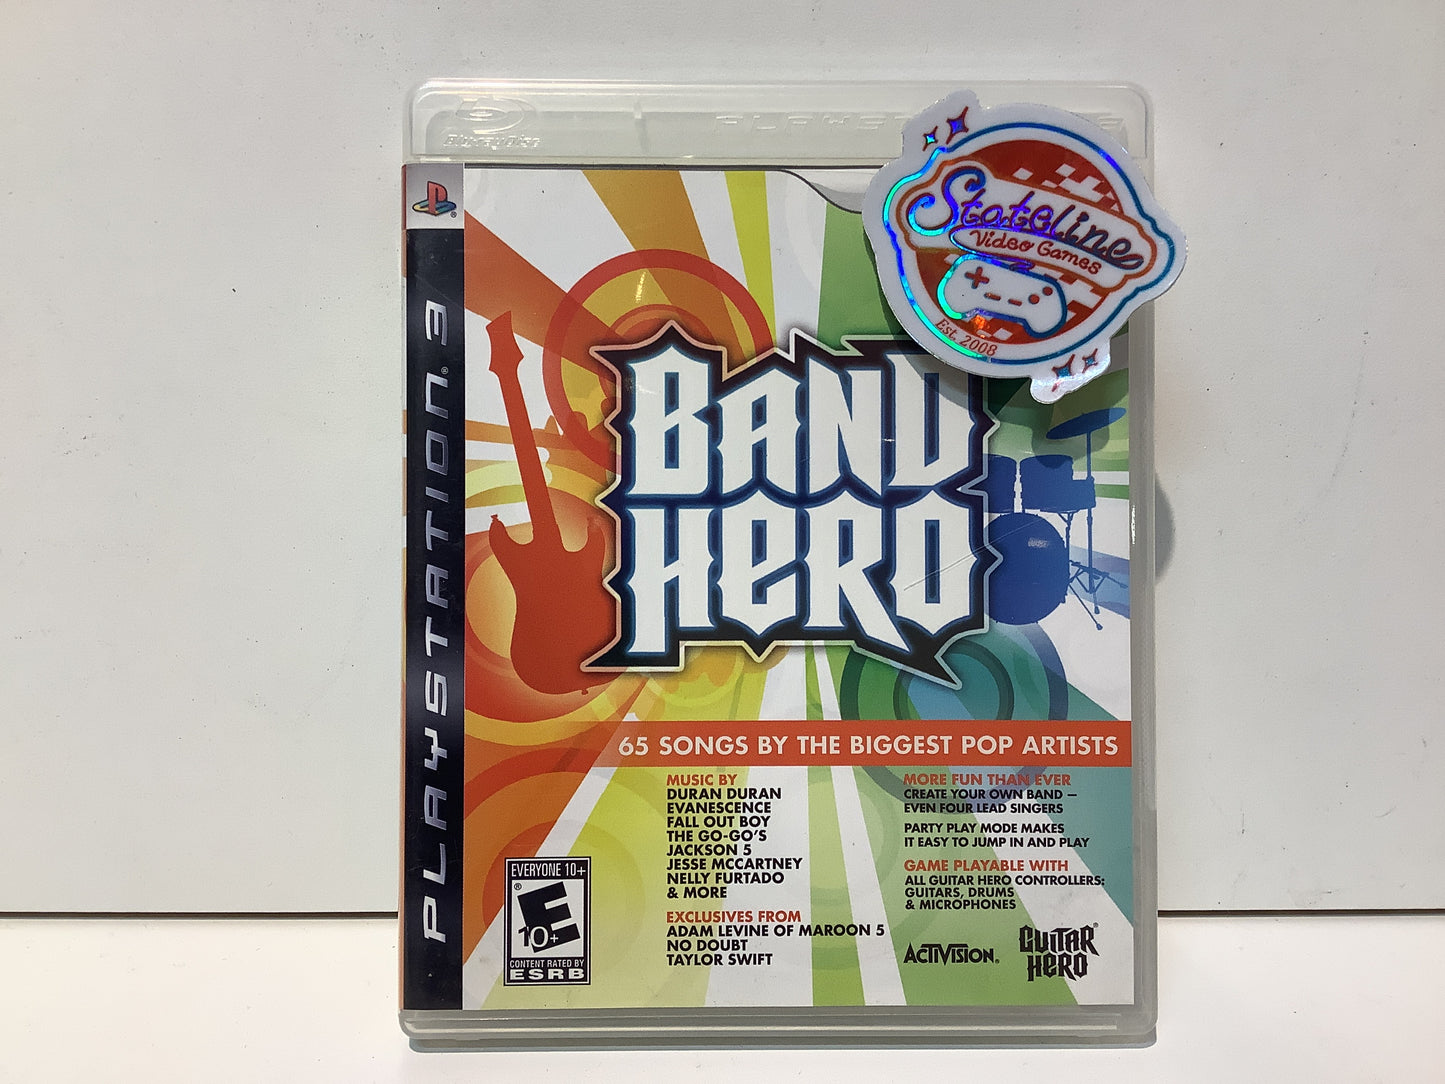 Blu-ray Disc
PLAYSTATION 3
Stateline
Video Games
Est. 2008
PLAYSTATION®3
BAND
HERO
65 SONGS BY THE BIGGEST POP ARTISTS
MUSIC BY
DURAN DURAN
EVANESCENCE
FALL OUT BOY
THE GO-GO'S
JACKSON 5
JESSE MCCARTNEY
NELLY FURTADO
& MORE
EXCLUSIVES FROM
ADAM LEVINE OF MAROON 5
NO DOUBT
TAYLOR SWIFT
MORE FUN THAN EVER
CREATE YOUR OWN BAND –
EVEN FOUR LEAD SINGERS
PARTY PLAY MODE MAKES
IT EASY TO JUMP IN AND PLAY
GAME PLAYABLE WITH
ALL GUITAR HERO CONTROLLERS:
GUITARS, DRUMS
& MICROPHONES
EVERYONE 10+
®
E
10+
CONTENT RATED BY
ESRB
ACTIVISION®
GUITAR®
HERO